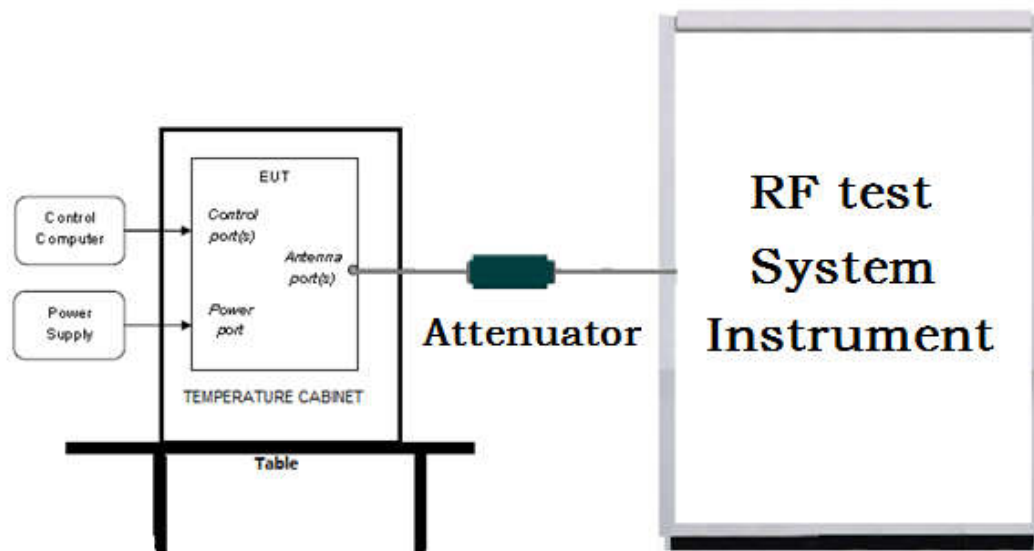 Control
Computer
Power
Supply
EUT
Control
port(s)
Antenna
port(s)
Power
port
TEMPERATURE CABINET
Table
Attenuator
RF test
System
Instrument